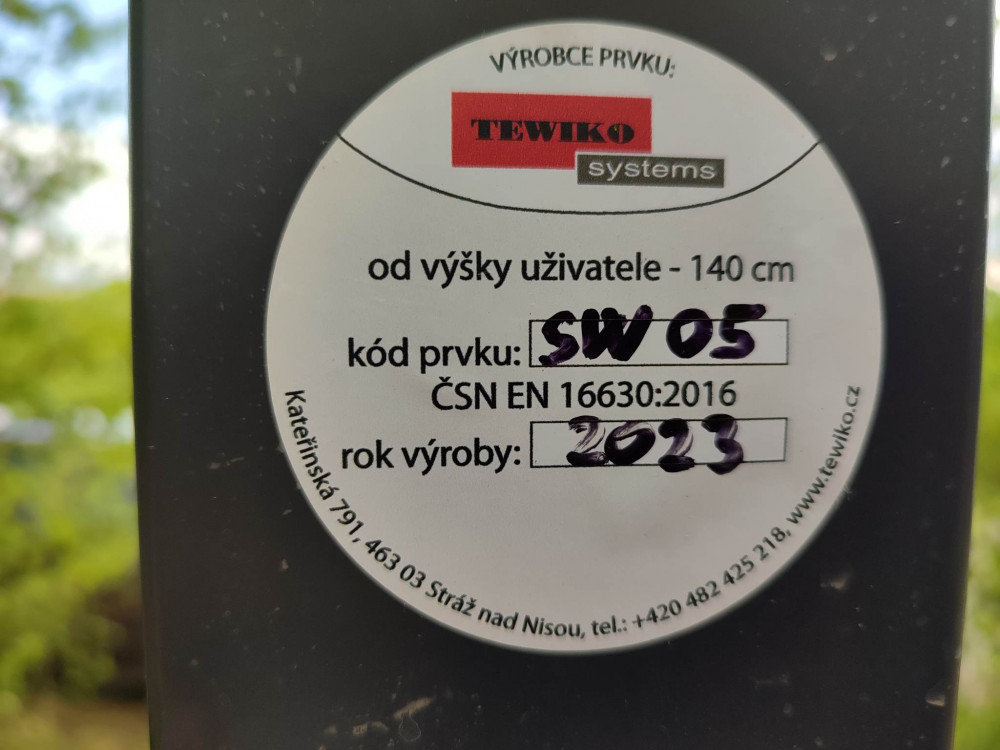 VÝROBCE PRVKU:
TEWIKO
systems
od výšky uživatele - 140 cm
kód prvku: SW 05
ČSN EN 16630:2016
rok výroby: 2023
Kateřinská 791, 463 03 Stráž nad Nisou, tel.: +420 482 425 218, www.tewiko.cz